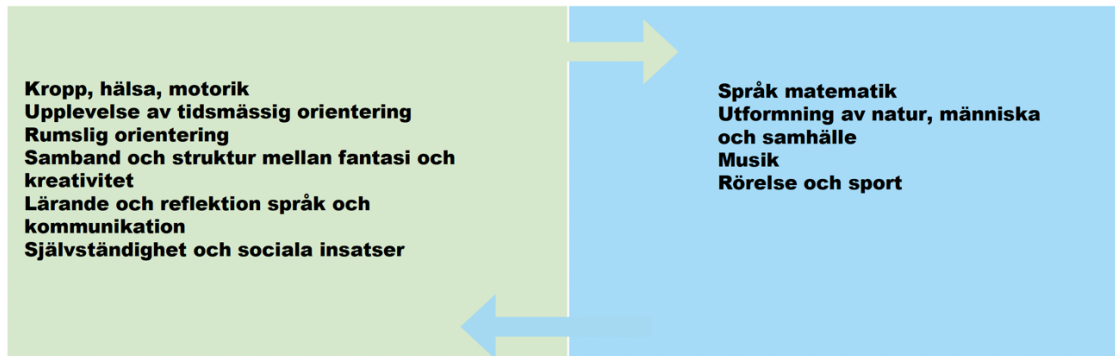 Kropp, hälsa, motorik
Upplevelse av tidsmässig orientering
Rumslig orientering
Samband och struktur mellan fantasi och
kreativitet
Lärande och reflektion språk och
kommunikation
Självständighet och sociala insatser
Språk matematik
Utformning av natur, människa
och samhälle
Musik
Rörelse och sport